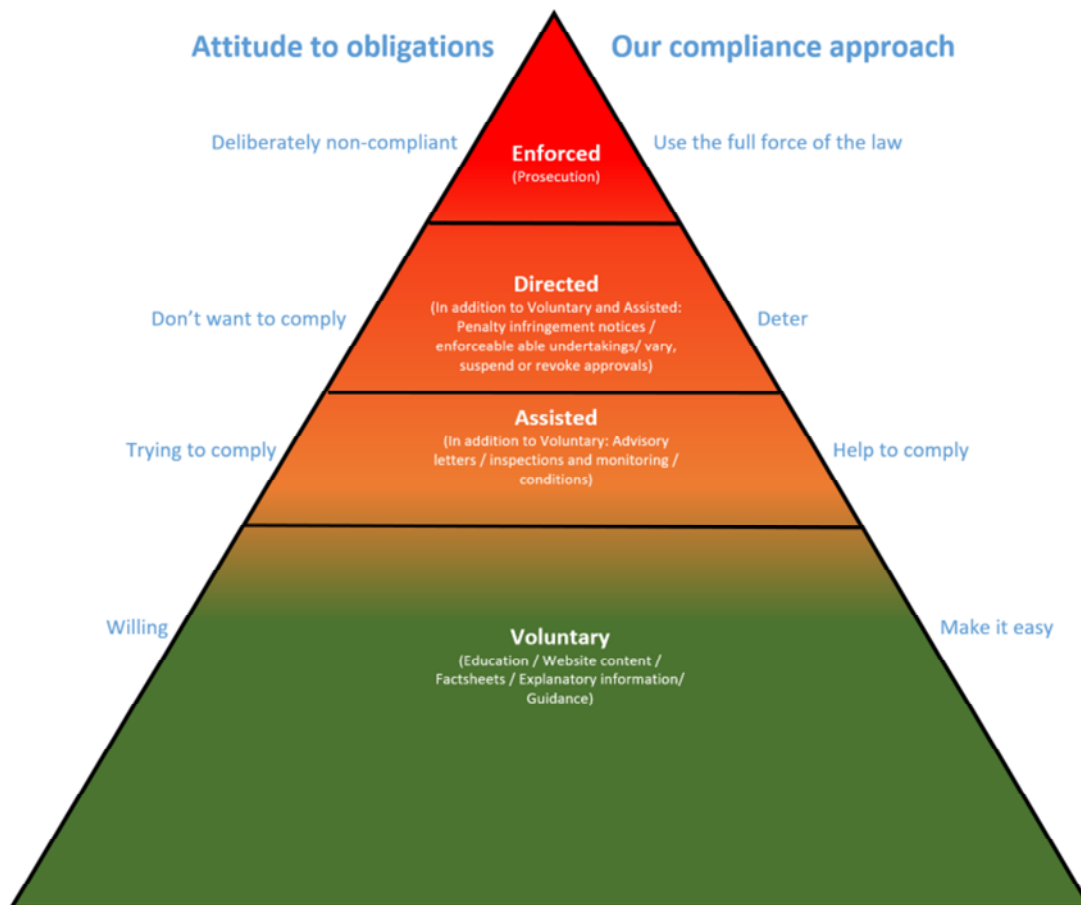 Attitude to obligations
Our compliance approach
Deliberately non-compliant
Enforced
(Prosecution)
Use the full force of the law
Don't want to comply
Directed
(In addition to Voluntary and Assisted:
Penalty infringement notices /
enforceable able undertakings/ vary,
suspend or revoke approvals)
Deter
Trying to comply
Assisted
(In addition to Voluntary: Advisory
letters / inspections and monitoring /
conditions)
Help to comply
Willing
Voluntary
(Education / Website content /
Factsheets / Explanatory information/
Guidance)
Make it easy